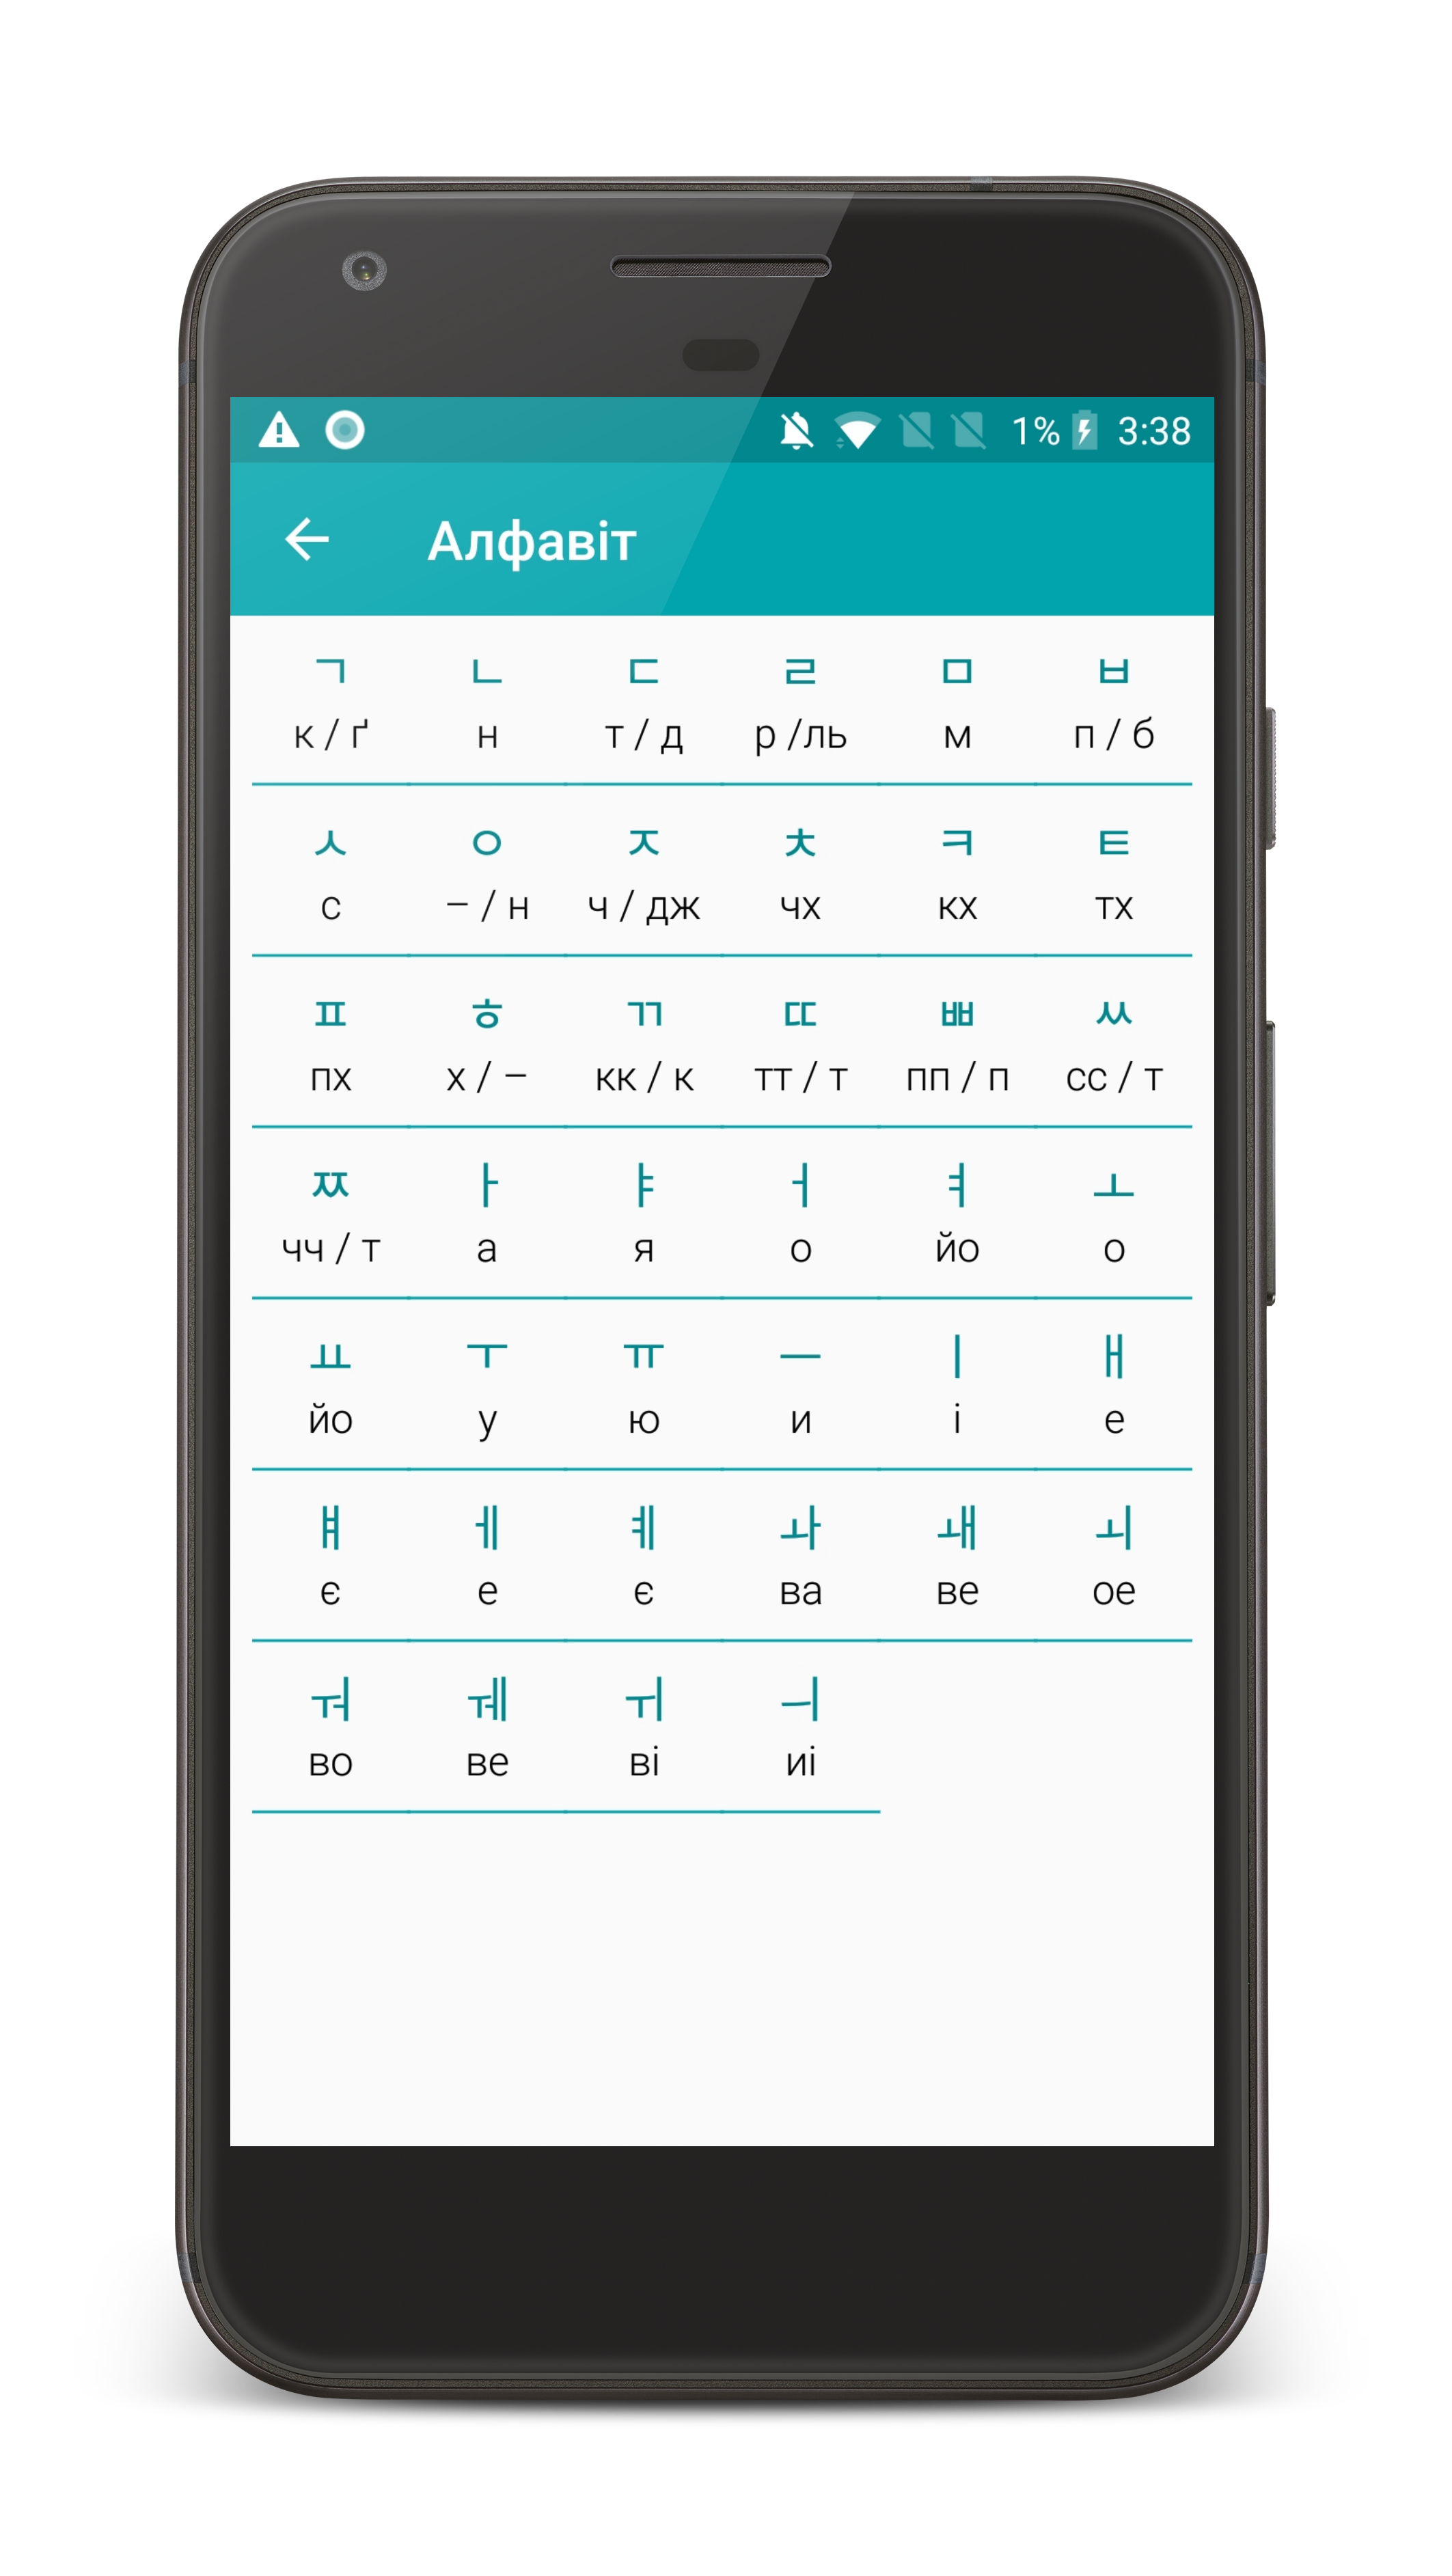 1% 3:38
Алфавіт
ㄱ ㄴ ㄷ ㄹ ㅁ ㅂ
к / ґ н т / д р /ль м п / б
ㅅ ㅇ ㅈ ㅊ ㅋ ㅌ
с – / н ч / дж чх кх тх
ㅍ ㅎ ㄲ ㄸ ㅃ ㅆ
пх х / – кк / к тт / т пп / п сс / т
ㅉ ㅏ ㅑ ㅓ ㅕ ㅗ
чч / т а я о йо о
ㅛ ㅜ ㅠ ㅡ ㅣ ㅐ
йо у ю и і е
ㅒ ㅔ ㅖ ㅘ ㅙ ㅚ
є е є ва ве ое
ㅝ ㅞ ㅟ ㅢ
во ве ві иі